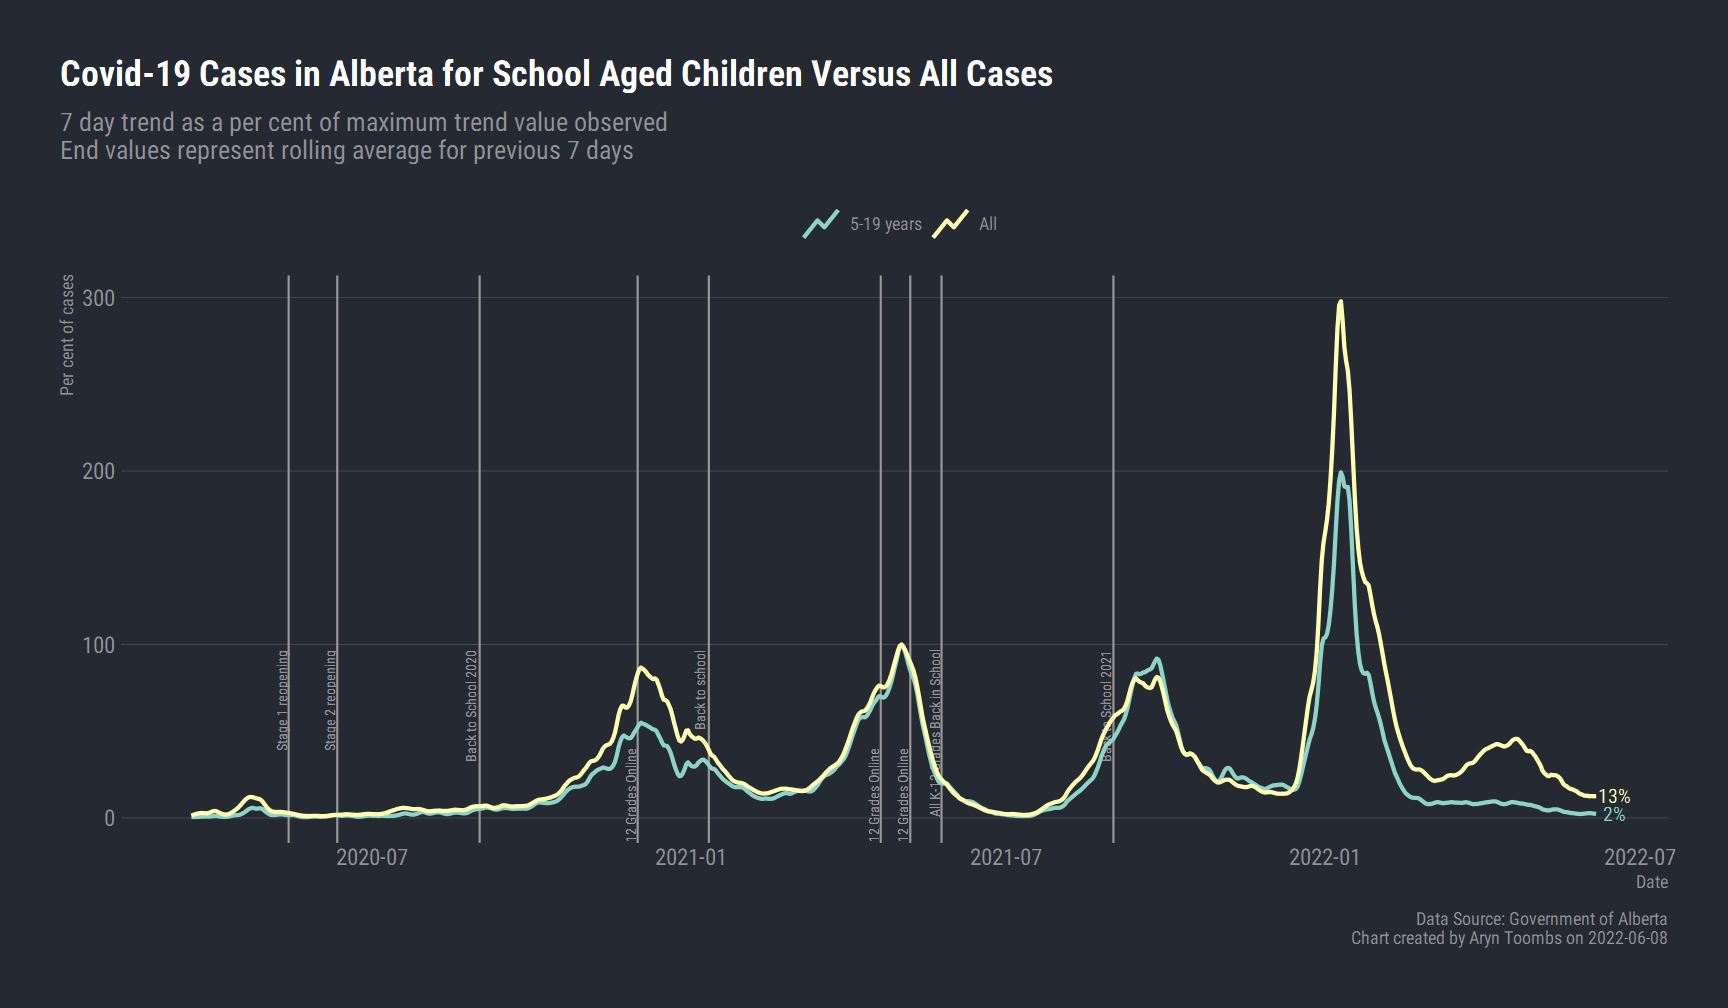 Covid-19 Cases in Alberta for School Aged Children Versus All Cases
7 day trend as a per cent of maximum trend value observed
End values represent rolling average for previous 7 days
5-19 years
All
Per cent of cases
300
200
100
0
Stage 1 reopening
Stage 2 reopening
Back to School 2020
12 Grades Online
Back to school
12 Grades Online
12 Grades Online
All K-12 Grades Back in School
Back to School 2021
13%
2%
2020-07
2021-01
2021-07
2022-01
2022-07
Date
Data Source: Government of Alberta
Chart created by Aryn Toombs on 2022-06-08